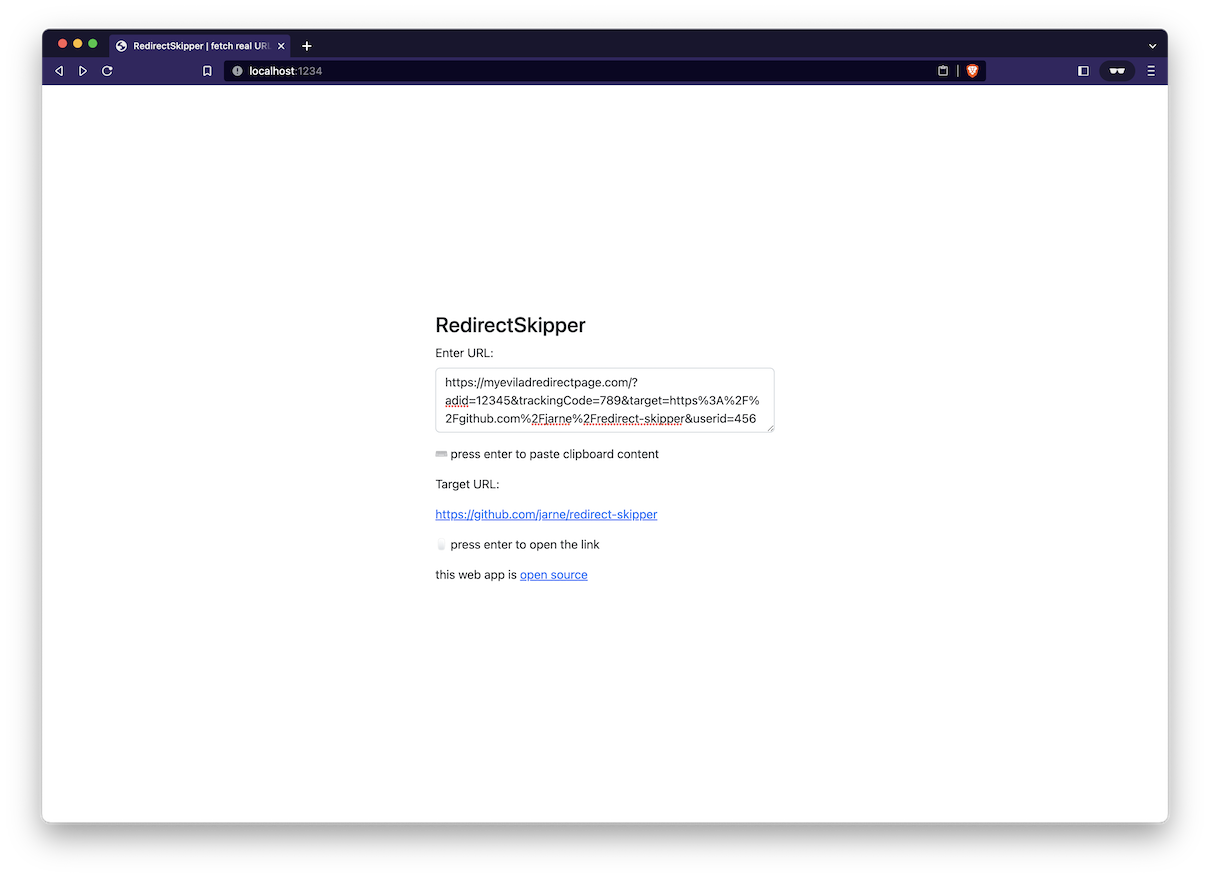 RedirectSkipper | fetch real URL
localhost:1234
RedirectSkipper
Enter URL:
https://myeviladredirectpage.com/?
adid=12345&trackingCode=789&target=https%3A%2F%
2Fgithub.com%2Fjarne%2Fredirect-skipper&userid=456
press enter to paste clipboard content
Target URL:
https://github.com/jarne/redirect-skipper
press enter to open the link
this web app is open source